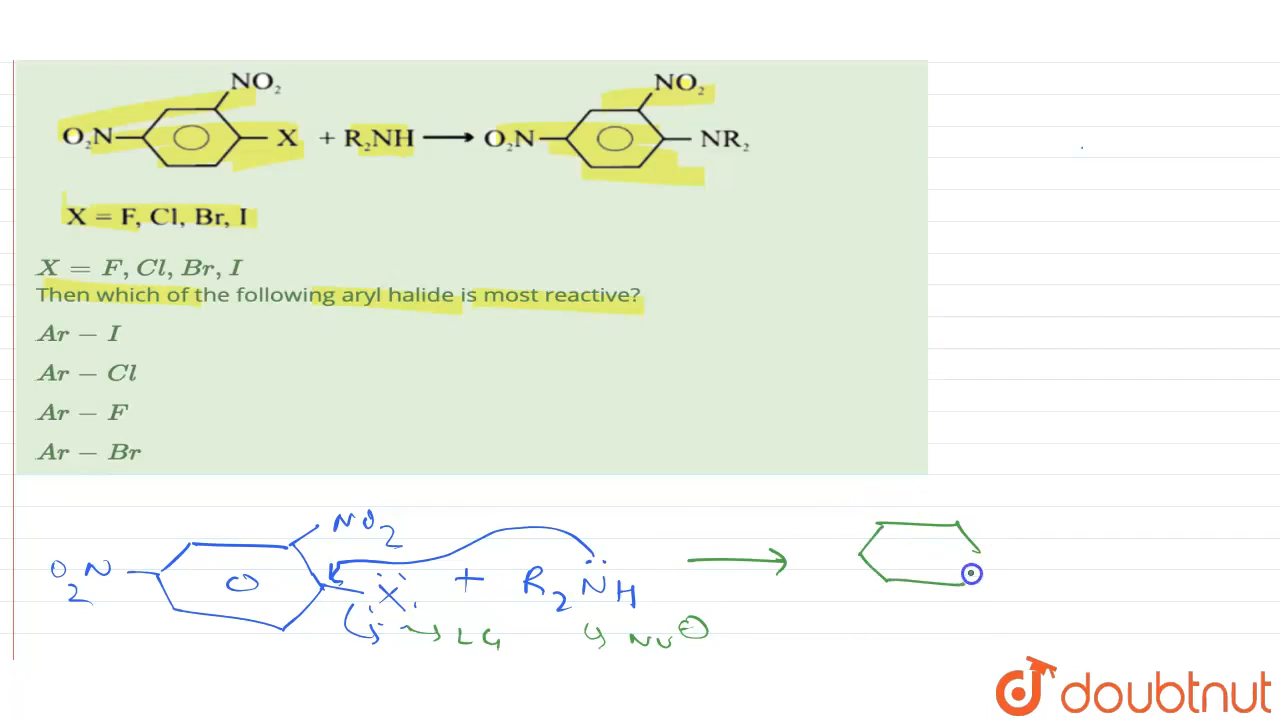 NO₂ NO₂
O₂N X + R₂NH ⟶ O₂N NR₂
X = F, Cl, Br, I
X = F, Cl, Br, I
Then which of the following aryl halide is most reactive?
Ar − I
Ar − Cl
Ar − F
Ar − Br
NO₂
O₂N X + R₂NH
LG Nu⊖
doubtnut